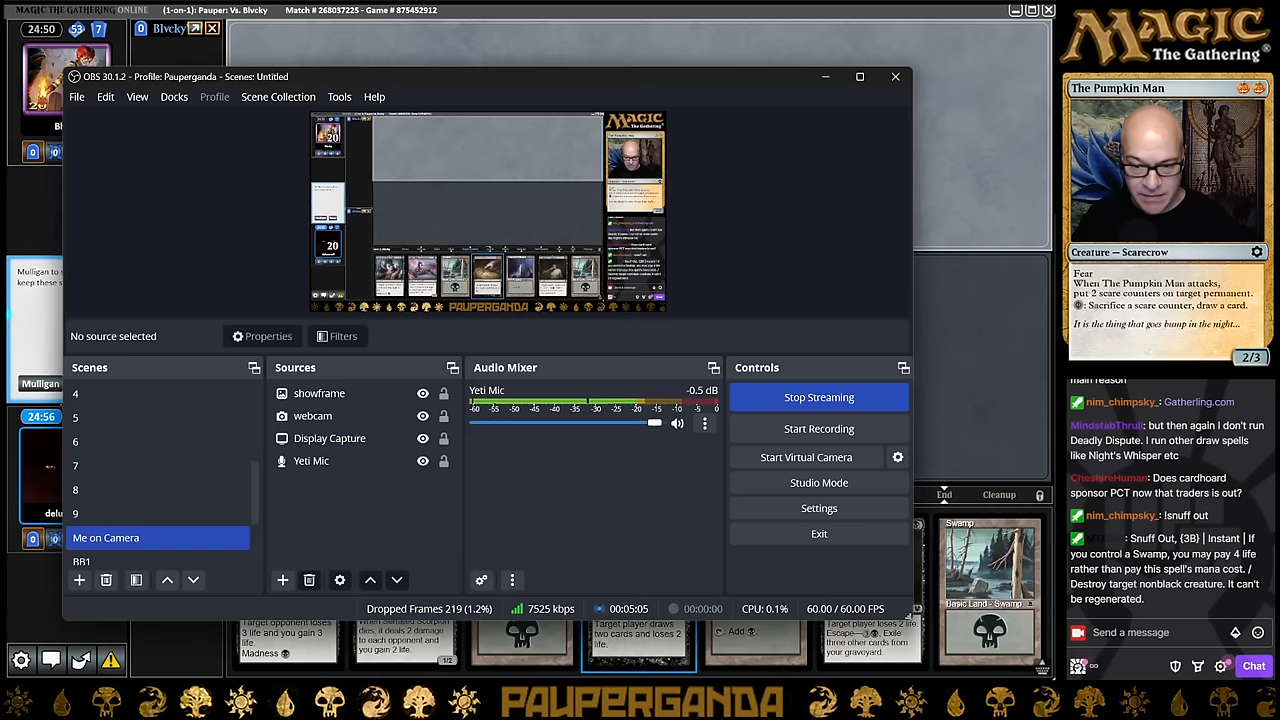 MAGIC THE GATHERING ONLINE (1-on-1): Pauper: Vs. Blvcky Match # 268037225 - Game # 875452912
24:50 53 7
0 Blvcky
OBS 30.1.2 - Profile: Pauperganda - Scenes: Untitled
File Edit View Docks Profile Scene Collection Tools Help
No source selected
Properties
Filters
Scenes
4
5
6
7
8
9
Me on Camera
BB1
Sources
showframe
webcam
Display Capture
Yeti Mic
Audio Mixer
Yeti Mic -0.5 dB
-60 -55 -50 -45 -40 -35 -30 -25 -20 -15 -10 -5 0
Controls
Stop Streaming
Start Recording
Start Virtual Camera
Studio Mode
Settings
Exit
Dropped Frames 219 (1.2%) 7525 kbps 00:05:05 00:00:00 CPU: 0.1% 60.00 / 60.00 FPS
Mulligan to s
keep these s
Mulligan
24:56
delu
0
End Cleanup
Target opponent loses
3 life and you gain 3
life.
Madness
When Serrated Scorpion
dies, it deals 2 damage
to each opponent and
you gain 2 life.
1/2
Target player draws
two cards and loses 2
life.
: Add .
Target player loses 2 life.
Escape—, Exile
three other cards from
your graveyard.
Swamp
Basic Land - Swamp
MAGIC
The Gathering®
The Pumpkin Man
Creature — Scarecrow
Fear
When The Pumpkin Man attacks,
put 2 scare counters on target permanent.
: Sacrifice a scare counter, draw a card.
It is the thing that goes bump in the night...
2/3
main reason
nim_chimpsky_: Gatherling.com
MindstabThrull: but then again I don't run
Deadly Dispute. I run other draw spells
like Night's Whisper etc
CheshireHuman: Does cardboard
sponsor PCT now that traders is out?
nim_chimpsky_: !snuff out
: Snuff Out, {3B} | Instant | If
you control a Swamp, you may pay 4 life
rather than pay this spell's mana cost. /
Destroy target nonblack creature. It can't
be regenerated.
Send a message
Chat
PAUPERGANDA